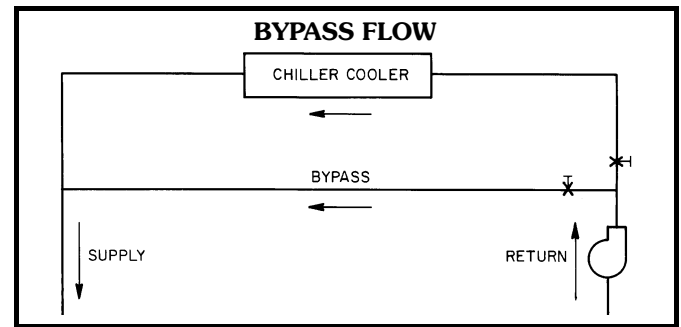 BYPASS FLOW
CHILLER COOLER
BYPASS
SUPPLY
RETURN